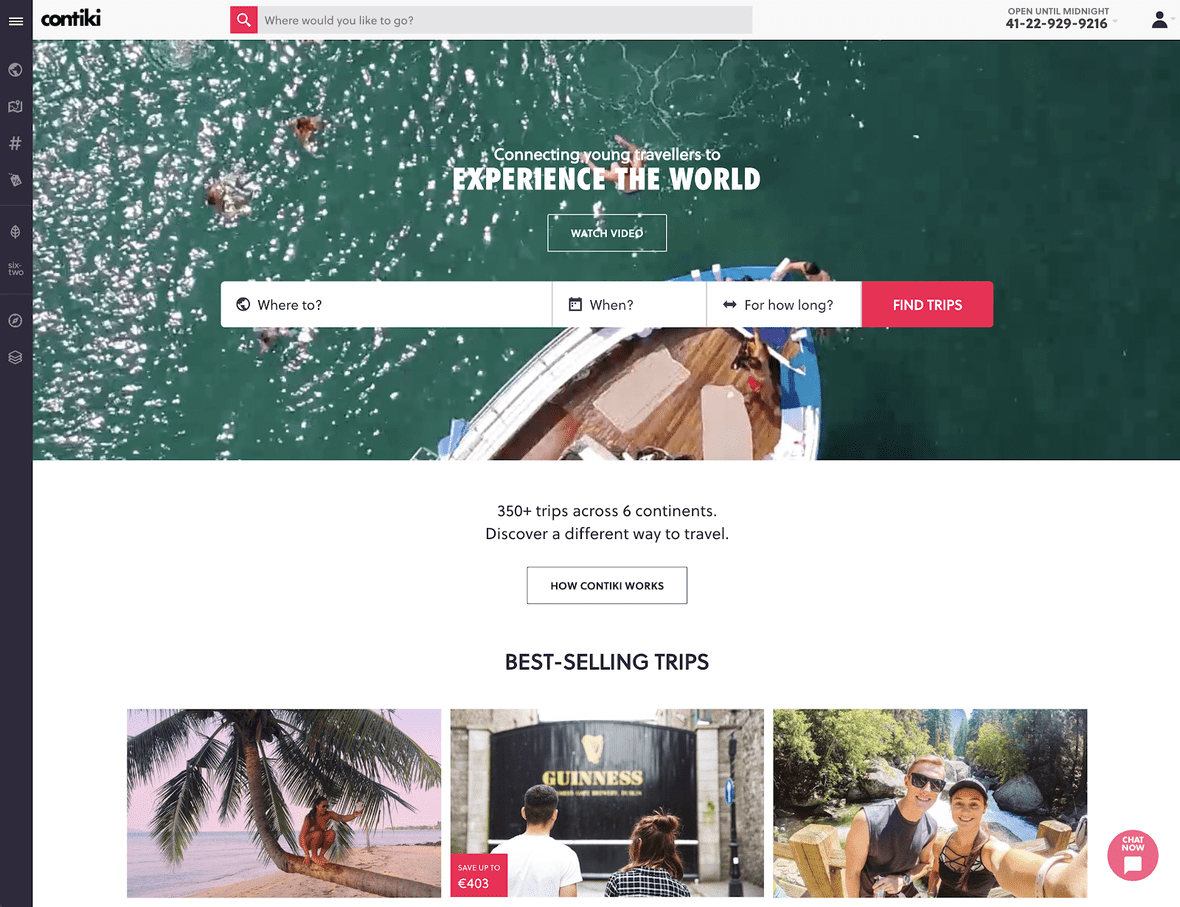 contiki
Where would you like to go?
OPEN UNTIL MIDNIGHT
41-22-929-9216
#
six-
two
Connecting young travellers to
EXPERIENCE THE WORLD
WATCH VIDEO
Where to?
When?
For how long?
FIND TRIPS
350+ trips across 6 continents.
Discover a different way to travel.
HOW CONTIKI WORKS
BEST-SELLING TRIPS
GUINNESS
SAVE UP TO
€403
CHAT
NOW